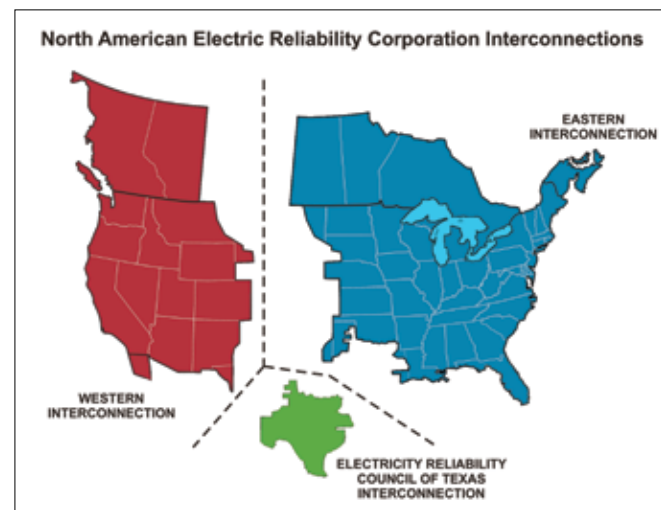 North American Electric Reliability Corporation Interconnections
EASTERN
INTERCONNECTION
WESTERN
INTERCONNECTION
ELECTRICITY RELIABILITY
COUNCIL OF TEXAS
INTERCONNECTION